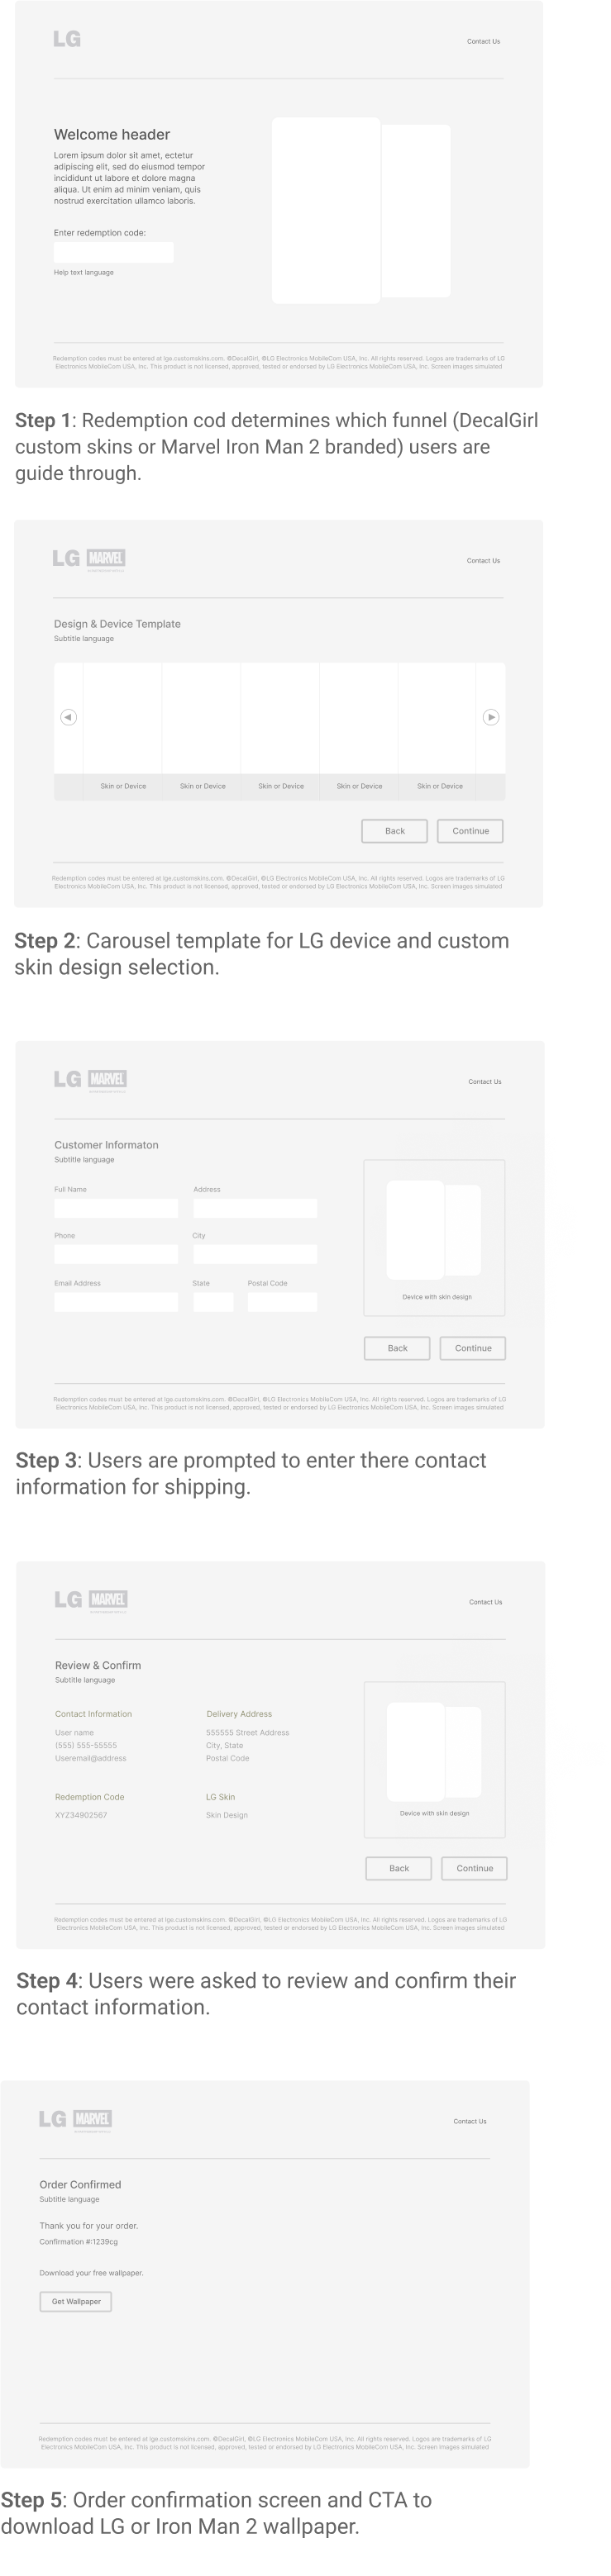 LG
Contact Us
Welcome header
Lorem ipsum dolor sit amet, ectetur
adipiscing elit, sed do eiusmod tempor
incididunt ut labore et dolore magna
aliqua. Ut enim ad minim veniam, quis
nostrud exercitation ullamco laboris.
Enter redemption code:
Help text language
Redemption codes must be entered at lge.customskins.com. ©DecalGirl, ©LG Electronics MobileCom USA, Inc. All rights reserved. Logos are trademarks of LG
Electronics MobileCom USA, Inc. This product is not licensed, approved, tested or endorsed by LG Electronics MobileCom USA, Inc. Screen images simulated
Step 1: Redemption cod determines which funnel (DecalGirl
custom skins or Marvel Iron Man 2 branded) users are
guide through.
LG MARVEL
Contact Us
Design & Device Template
Subtitle language
Skin or Device
Skin or Device
Skin or Device
Skin or Device
Skin or Device
Back
Continue
Redemption codes must be entered at lge.customskins.com. ©DecalGirl, ©LG Electronics MobileCom USA, Inc. All rights reserved. Logos are trademarks of LG
Electronics MobileCom USA, Inc. This product is not licensed, approved, tested or endorsed by LG Electronics MobileCom USA, Inc. Screen images simulated
Step 2: Carousel template for LG device and custom
skin design selection.
LG MARVEL
Contact Us
Customer Informaton
Subtitle language
Full Name
Address
Phone
City
Email Address
State
Postal Code
Device with skin design
Back
Continue
Redemption codes must be entered at lge.customskins.com. ©DecalGirl, ©LG Electronics MobileCom USA, Inc. All rights reserved. Logos are trademarks of LG
Electronics MobileCom USA, Inc. This product is not licensed, approved, tested or endorsed by LG Electronics MobileCom USA, Inc. Screen images simulated
Step 3: Users are prompted to enter there contact
information for shipping.
LG MARVEL
Contact Us
Review & Confirm
Subtitle language
Contact Information
User name
(555) 555-55555
Useremail@address
Delivery Address
555555 Street Address
City, State
Postal Code
Redemption Code
XYZ34902567
LG Skin
Skin Design
Device with skin design
Back
Continue
Redemption codes must be entered at lge.customskins.com. ©DecalGirl, ©LG Electronics MobileCom USA, Inc. All rights reserved. Logos are trademarks of LG
Electronics MobileCom USA, Inc. This product is not licensed, approved, tested or endorsed by LG Electronics MobileCom USA, Inc. Screen images simulated
Step 4: Users were asked to review and confirm their
contact information.
LG MARVEL
Contact Us
Order Confirmed
Subtitle language
Thank you for your order.
Confirmation #:1239cg
Download your free wallpaper.
Get Wallpaper
Redemption codes must be entered at lge.customskins.com. ©DecalGirl, ©LG Electronics MobileCom USA, Inc. All rights reserved. Logos are trademarks of LG
Electronics MobileCom USA, Inc. This product is not licensed, approved, tested or endorsed by LG Electronics MobileCom USA, Inc. Screen images simulated
Step 5: Order confirmation screen and CTA to
download LG or Iron Man 2 wallpaper.